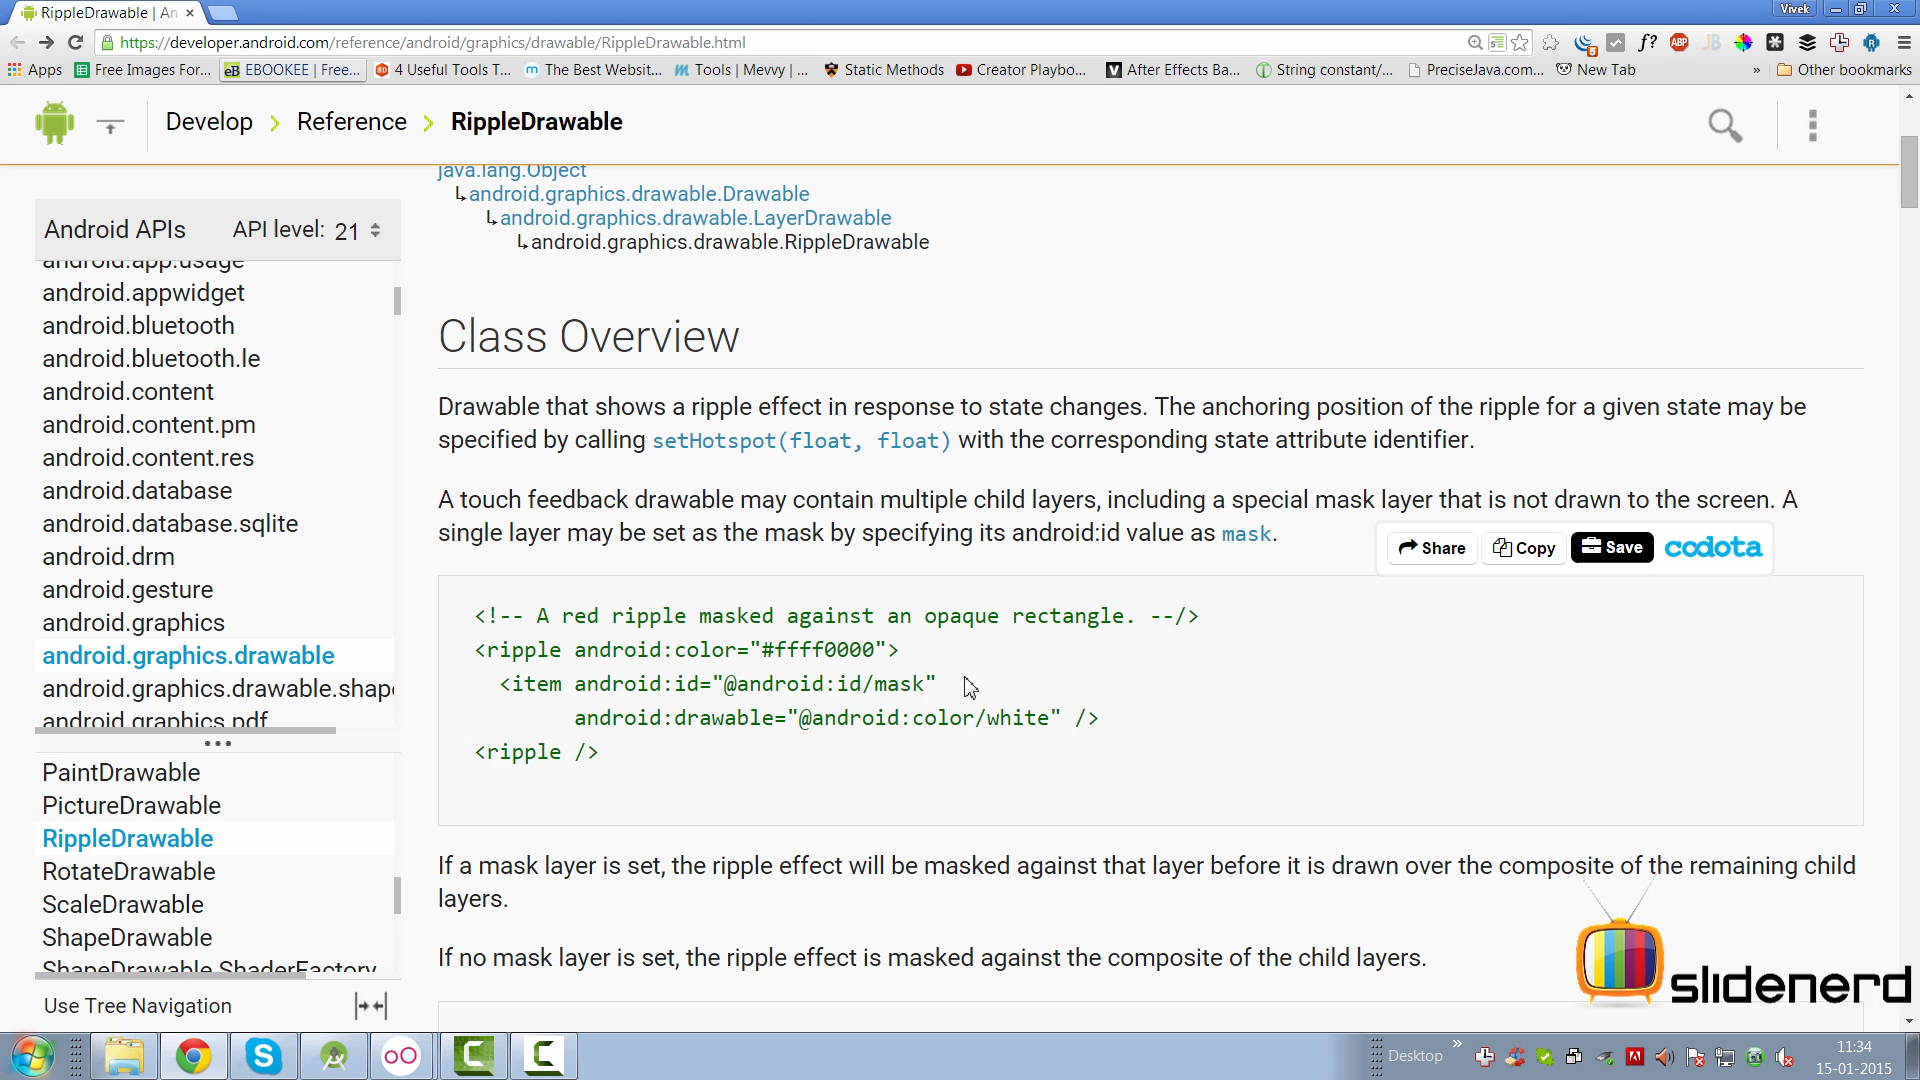 RippleDrawable | An
Vivek
https://developer.android.com/reference/android/graphics/drawable/RippleDrawable.html
Apps
Free Images For...
eB EBOOKEE | Free...
4 Useful Tools T...
The Best Websit...
Tools | Mevvy | ...
Static Methods
Creator Playbo...
After Effects Ba...
String constant/...
PreciseJava.com...
New Tab
»
Other bookmarks
Develop > Reference > RippleDrawable
java.lang.Object
↳android.graphics.drawable.Drawable
↳android.graphics.drawable.LayerDrawable
↳android.graphics.drawable.RippleDrawable
Android APIs API level: 21
android.app.usage
android.appwidget
android.bluetooth
android.bluetooth.le
android.content
android.content.pm
android.content.res
android.database
android.database.sqlite
android.drm
android.gesture
android.graphics
android.graphics.drawable
android.graphics.drawable.shape
android.graphics.pdf
PaintDrawable
PictureDrawable
RippleDrawable
RotateDrawable
ScaleDrawable
ShapeDrawable
ShapeDrawable.ShaderFactory
Use Tree Navigation
Class Overview
Drawable that shows a ripple effect in response to state changes. The anchoring position of the ripple for a given state may be
specified by calling setHotspot(float, float) with the corresponding state attribute identifier.
A touch feedback drawable may contain multiple child layers, including a special mask layer that is not drawn to the screen. A
single layer may be set as the mask by specifying its android:id value as mask.
Share
Copy
Save
codota
<!-- A red ripple masked against an opaque rectangle. --/>
<ripple android:color="#ffff0000">
<item android:id="@android:id/mask"
android:drawable="@android:color/white" />
<ripple />
If a mask layer is set, the ripple effect will be masked against that layer before it is drawn over the composite of the remaining child
layers.
If no mask layer is set, the ripple effect is masked against the composite of the child layers.
slidenerd
Desktop »
11:34
15-01-2015